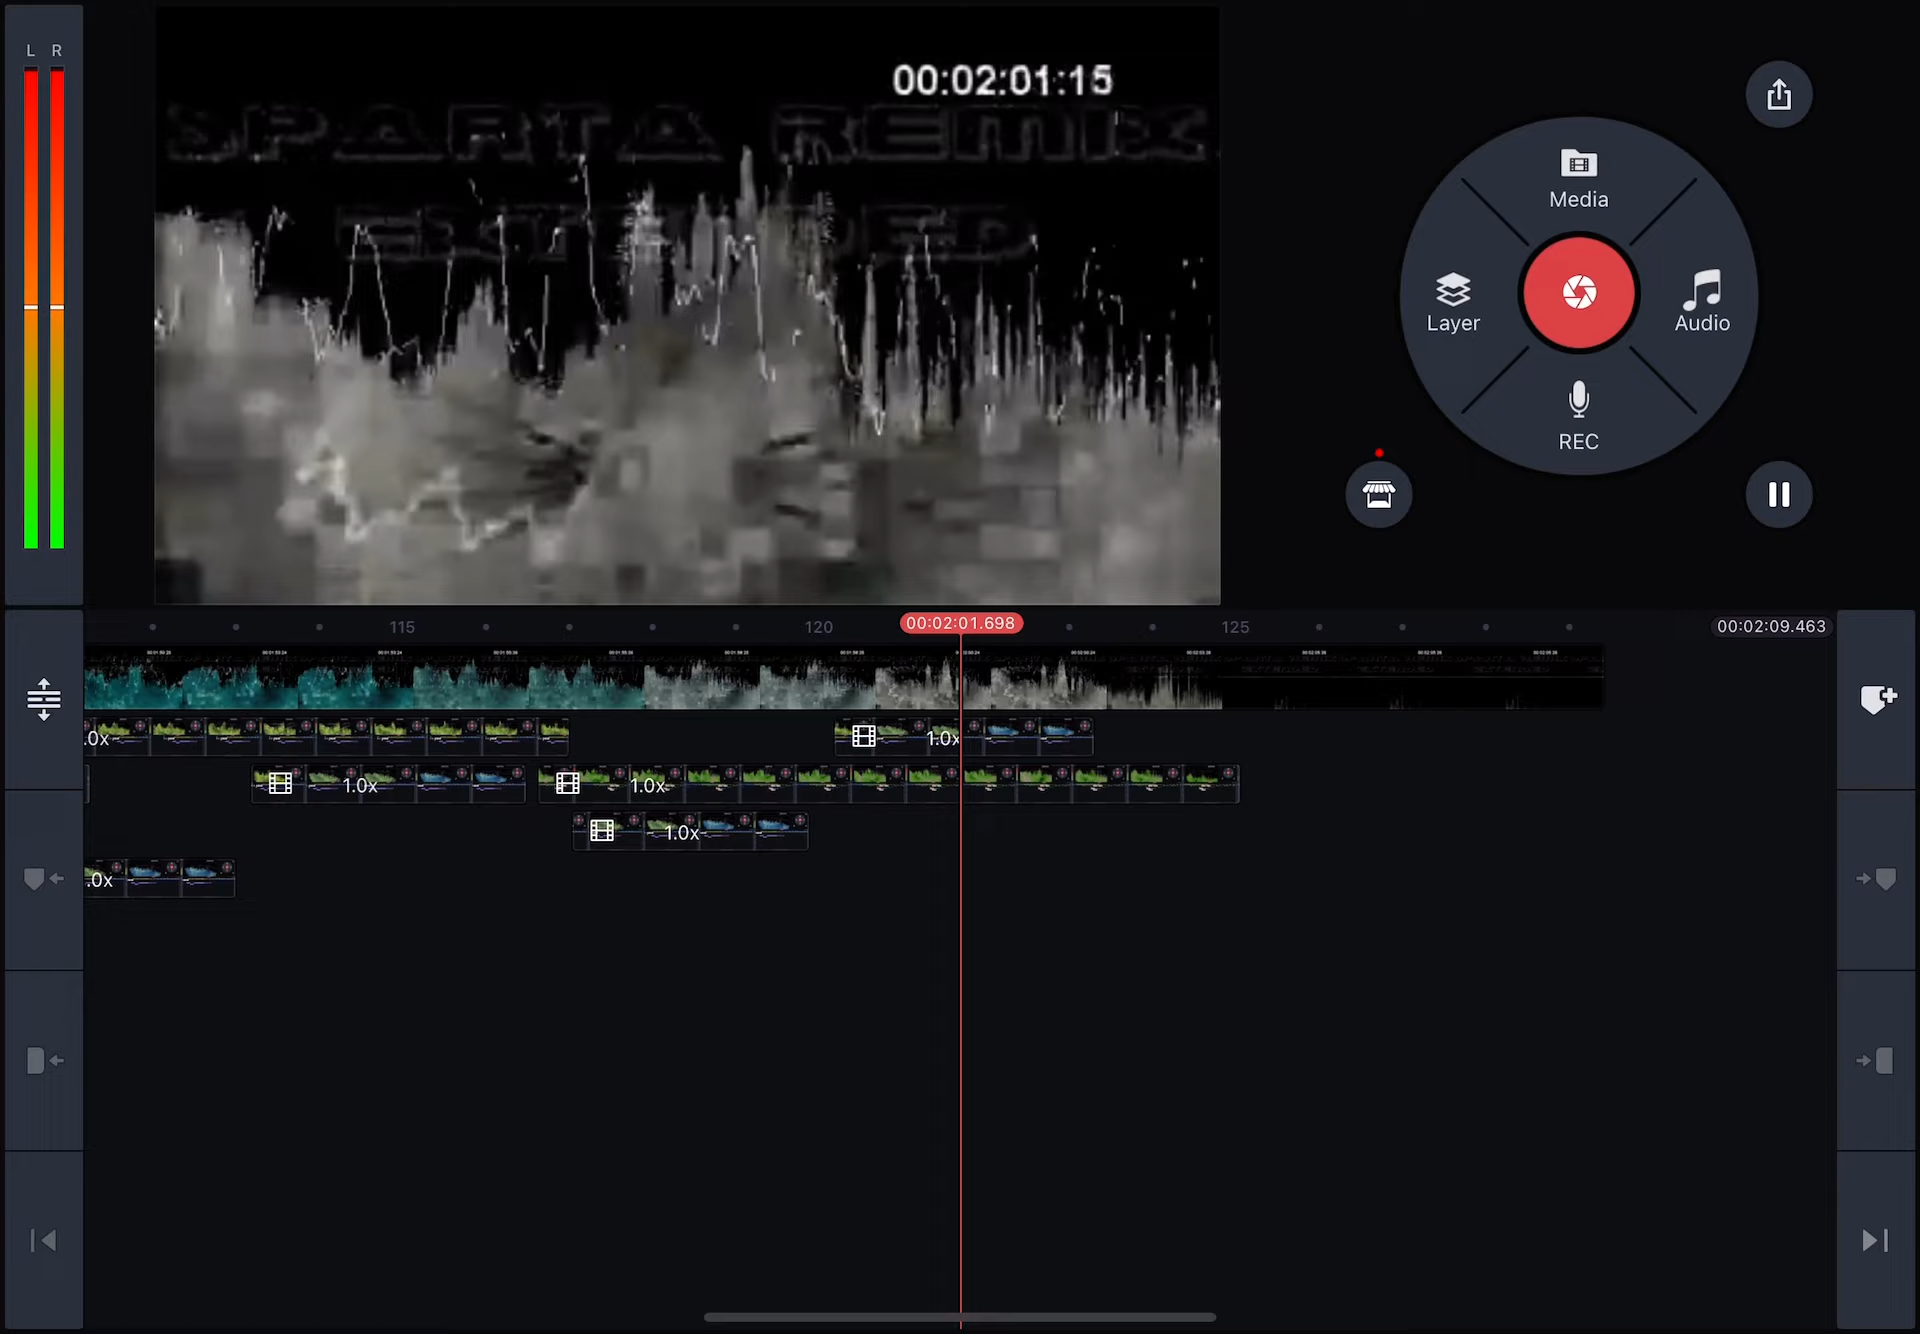 L R
00:02:01:15
SPARTA REMIX
EXTENDED
Media
Layer
Audio
REC
115
120
00:02:01.698
125
00:02:09.463
.0x
1.0x
1.0x
1.0x
1.0x
.0x